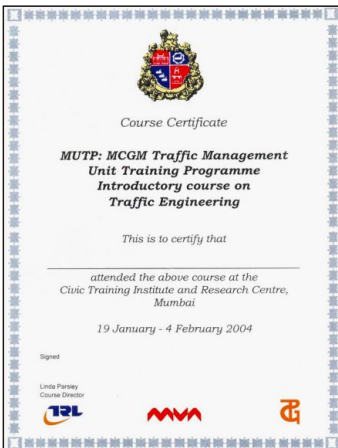 Course Certificate
MUTP: MCGM Traffic Management
Unit Training Programme
Introductory course on
Traffic Engineering
This is to certify that
attended the above course at the
Civic Training Institute and Research Centre,
Mumbai
19 January - 4 February 2004
Signed
Linda Parsley
Course Director
TRL
mva